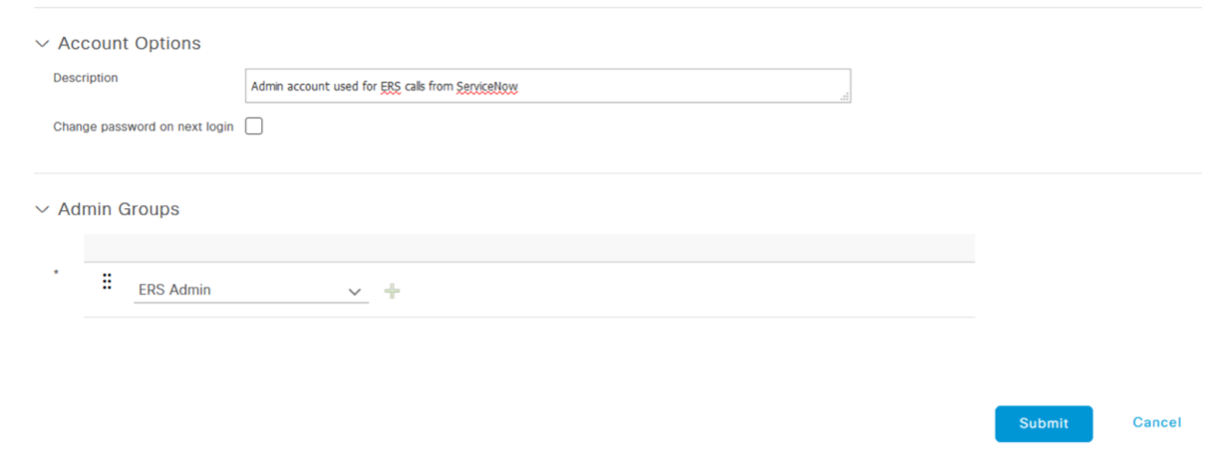 Account Options
Description
Admin account used for ERS calls from ServiceNow
Change password on next login
Admin Groups
*
ERS Admin
Submit
Cancel